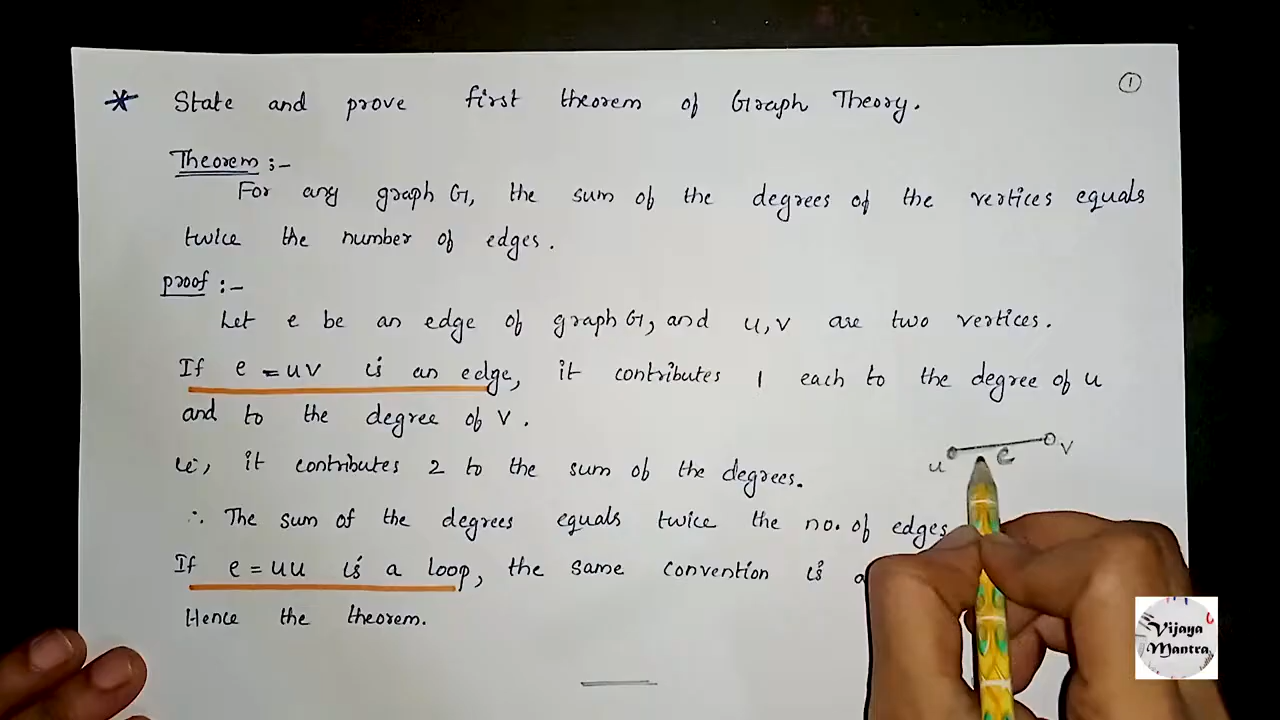 ①
* State and prove first theorem of Graph Theory.
Theorem :-
For any graph G, the sum of the degrees of the vertices equals
twice the number of edges.
proof :-
Let e be an edge of graph G, and u, v are two vertices.
If e = uv is an edge, it contributes 1 each to the degree of u
and to the degree of v.
ie, it contributes 2 to the sum of the degrees.
u e v
∴ The sum of the degrees equals twice the no. of edges
If e = uu is a loop, the same convention is
Hence the theorem.
Vijaya
Mantra